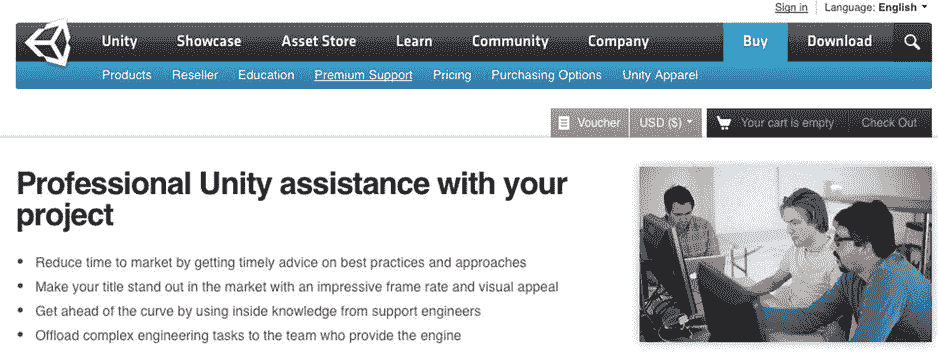 Sign in Language: English
Unity Showcase Asset Store Learn Community Company Buy Download
Products Reseller Education Premium Support Pricing Purchasing Options Unity Apparel
Voucher USD ($) Your cart is empty Check Out
Professional Unity assistance with your
project
• Reduce time to market by getting timely advice on best practices and approaches
• Make your title stand out in the market with an impressive frame rate and visual appeal
• Get ahead of the curve by using inside knowledge from support engineers
• Offload complex engineering tasks to the team who provide the engine